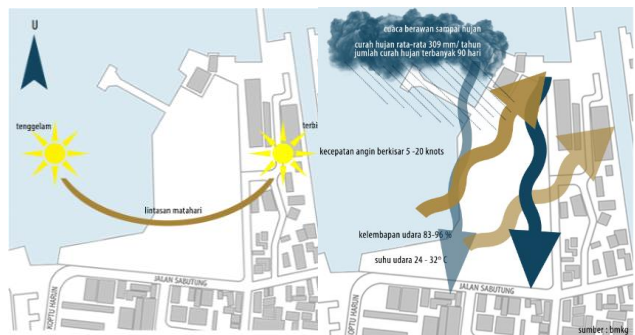 U
tenggelam
terbi
lintasan matahari
JALAN SABUTUNG
KOPTU HARUN
cuaca berawan sampai hujan
curah hujan rata-rata 309 mm/ tahun
jumlah curah hujan terbanyak 90 hari
kecepatan angin berkisar 5 -20 knots
kelembapan udara 83-96 %
suhu udara 24 - 32° C
JALAN SABUTUNG
KOPTU HARUN
sumber : bmkg